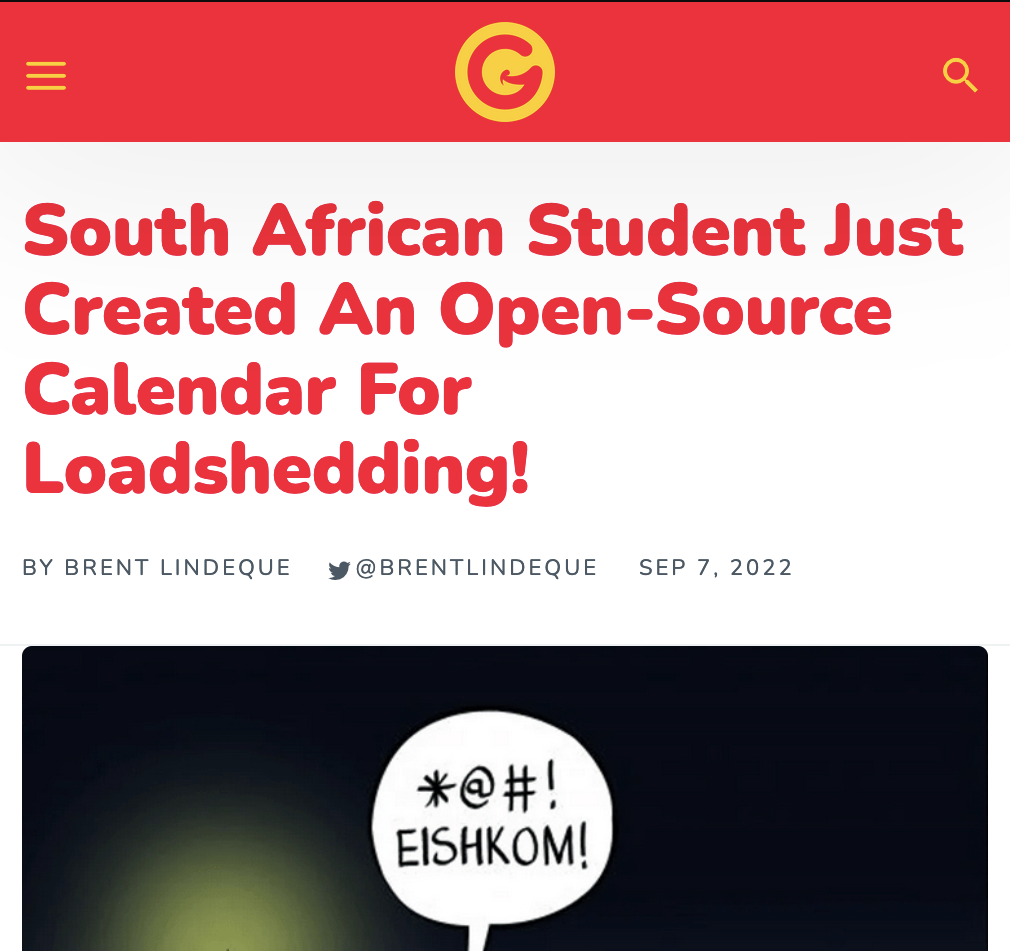 South African Student Just
Created An Open-Source
Calendar For
Loadshedding!
BY BRENT LINDEQUE @BRENTLINDEQUE SEP 7, 2022
*@#!
EISHKOM!